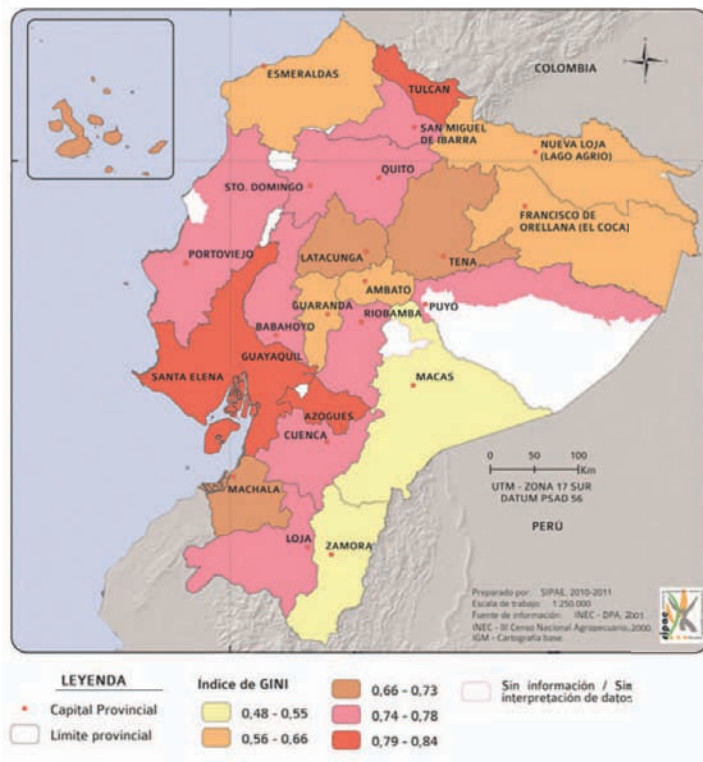 ESMERALDAS
COLOMBIA
TULCAN
SAN MIGUEL
DE IBARRA
NUEVA LOJA
(LAGO AGRIO)
QUITO
STO. DOMINGO
FRANCISCO DE
ORELLANA (EL COCA)
PORTOVIEJO
LATACUNGA
TENA
AMBATO
GUARANDA
PUYO
RIOBAMBA
BABAHOYO
GUAYAQUIL
SANTA ELENA
MACAS
AZOGUES
CUENCA
0 50 100
Km
UTM - ZONA 17 SUR
DATUM PSAD 56
MACHALA
PERÚ
LOJA
ZAMORA
Preparado por: SIPAE, 2010-2011
Escala de trabajo: 1:250.000
Fuente de información: INEC - DPA, 2001.
INEC - III Censo Nacional Agropecuario,2000.
IGM - Cartografía base.
sipae
LEYENDA
Capital Provincial
Limite provincial
Índice de GINI
0,48 - 0,55
0,56 - 0,66
0,66 - 0,73
0,74 - 0,78
0,79 - 0,84
Sin información / Sin
interpretación de datos